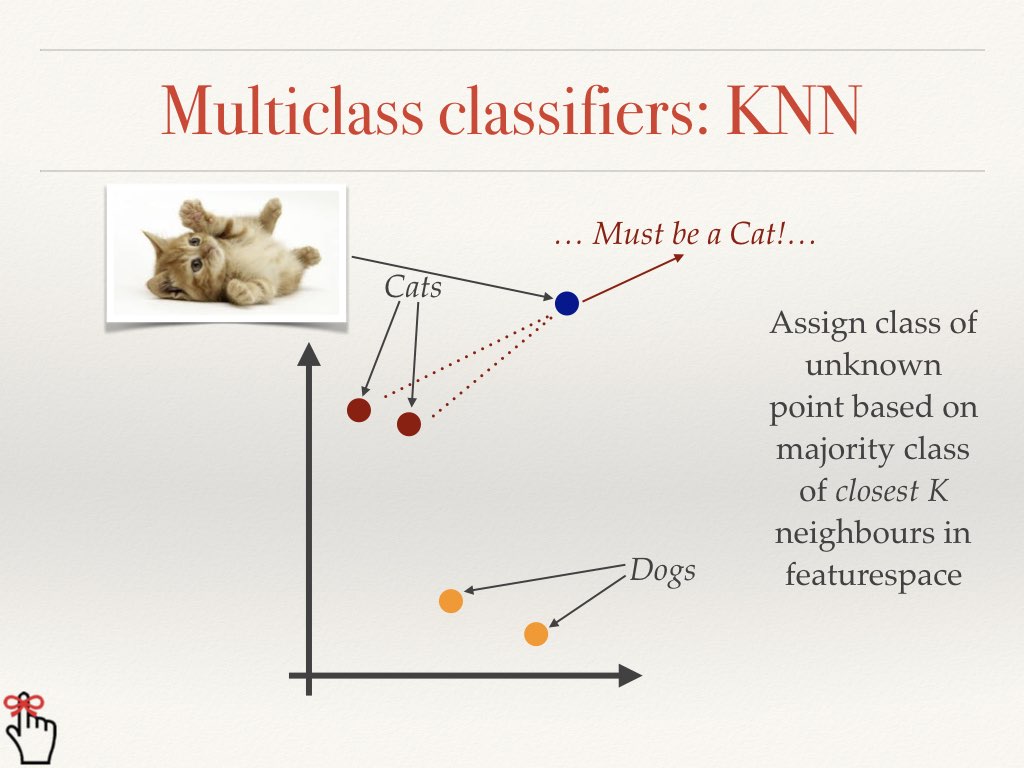 Multiclass classifiers: KNN
… Must be a Cat!…
Cats
Assign class of
unknown
point based on
majority class
of closest K
neighbours in
featurespace
Dogs